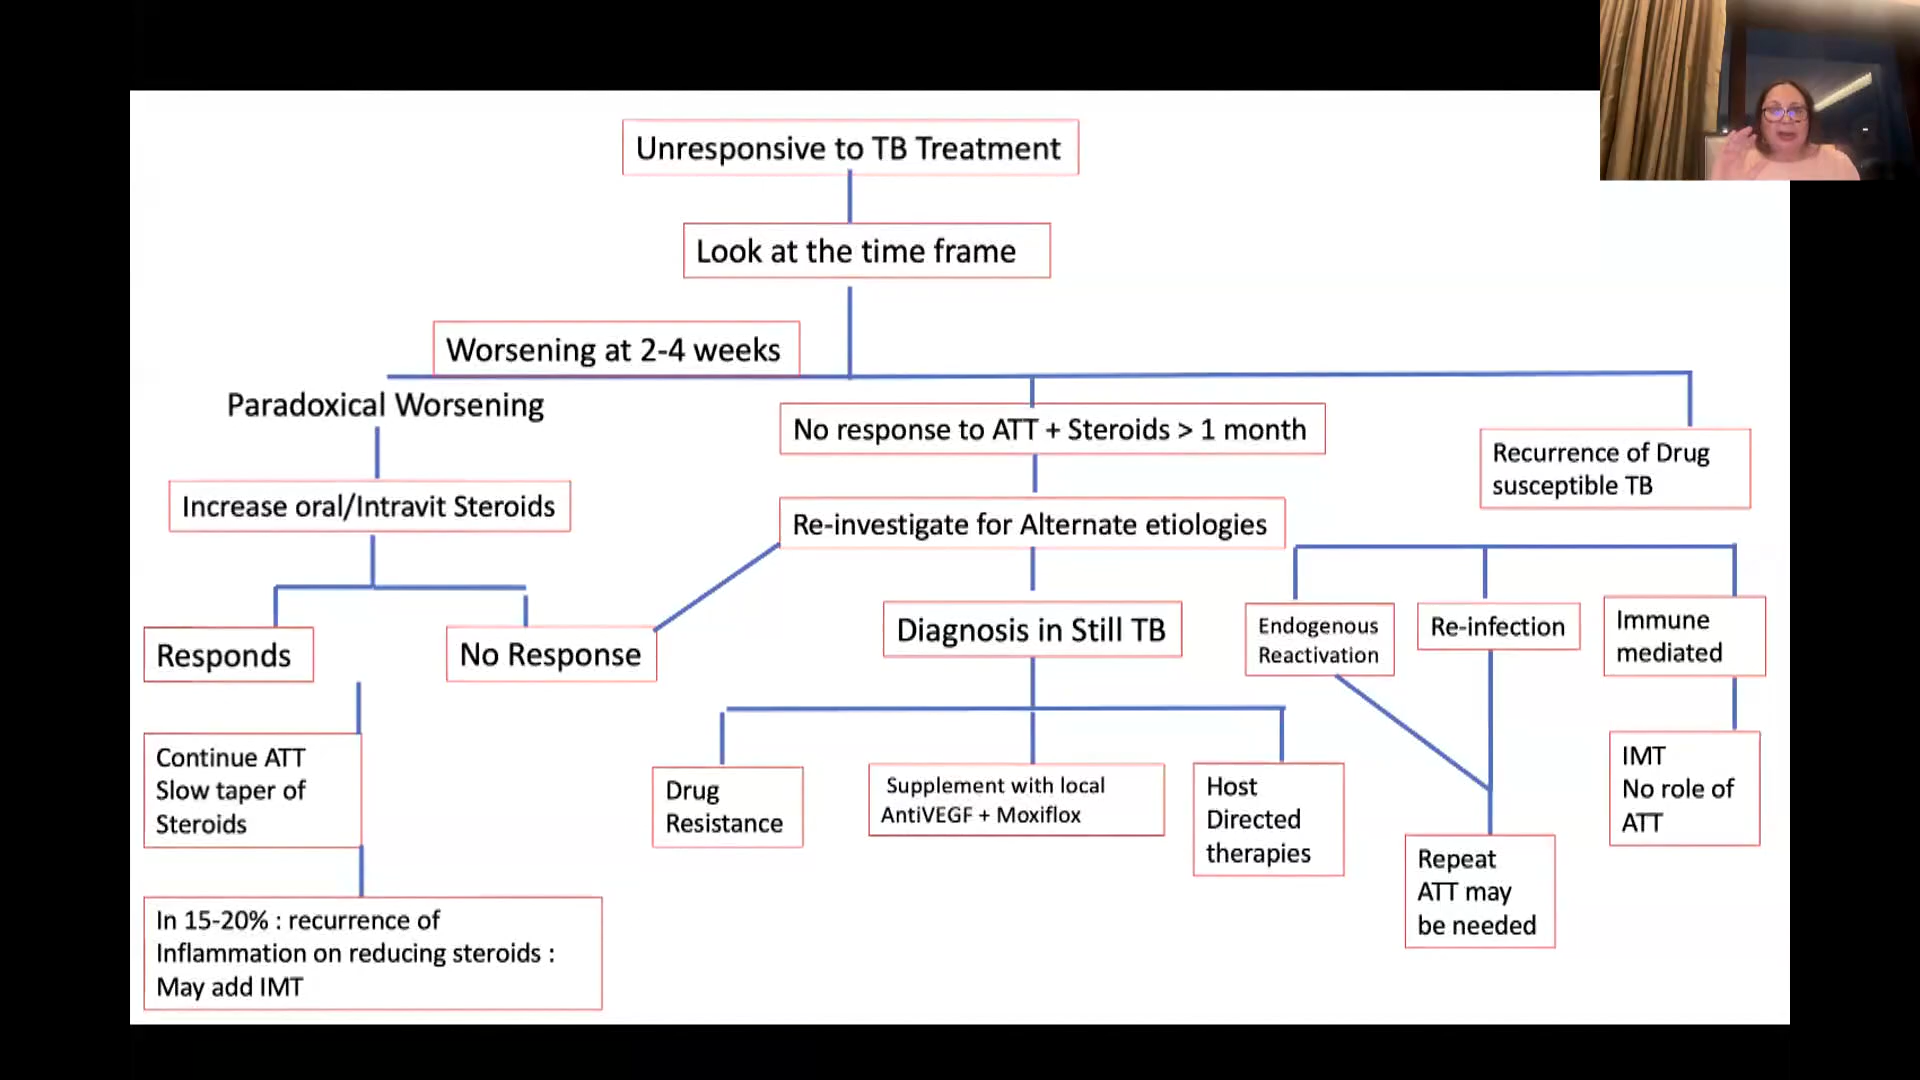 Unresponsive to TB Treatment
Look at the time frame
Worsening at 2-4 weeks
Paradoxical Worsening
No response to ATT + Steroids > 1 month
Recurrence of Drug
susceptible TB
Increase oral/Intravit Steroids
Re-investigate for Alternate etiologies
Responds
No Response
Diagnosis in Still TB
Endogenous
Reactivation
Re-infection
Immune
mediated
Continue ATT
Slow taper of
Steroids
Drug
Resistance
Supplement with local
AntiVEGF + Moxiflox
Host
Directed
therapies
IMT
No role of
ATT
Repeat
ATT may
be needed
In 15-20% : recurrence of
Inflammation on reducing steroids :
May add IMT